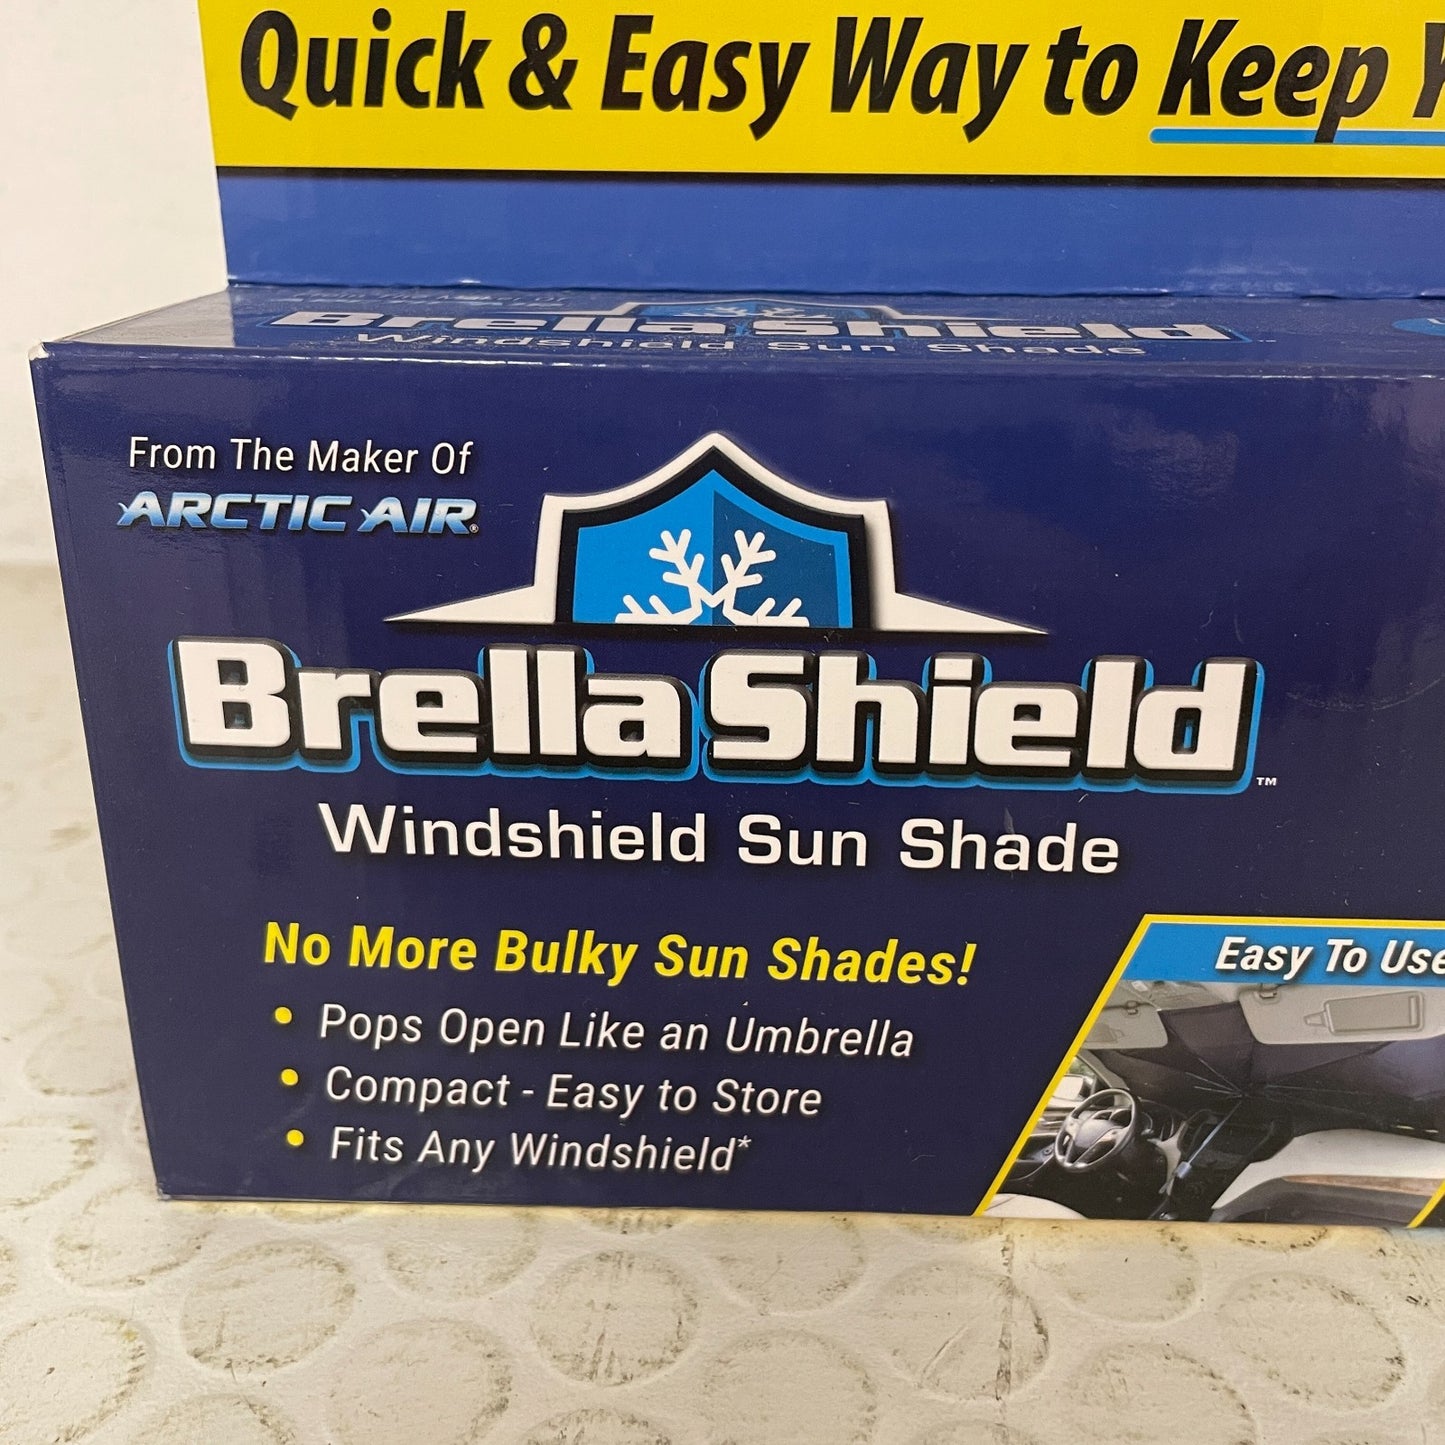 Quick & Easy Way to Keep
Brella Shield
Windshield Sun Shade
From The Maker Of
ARCTIC AIR®
Brella Shield™
Windshield Sun Shade
No More Bulky Sun Shades!
• Pops Open Like an Umbrella
• Compact - Easy to Store
• Fits Any Windshield*
Easy To Use